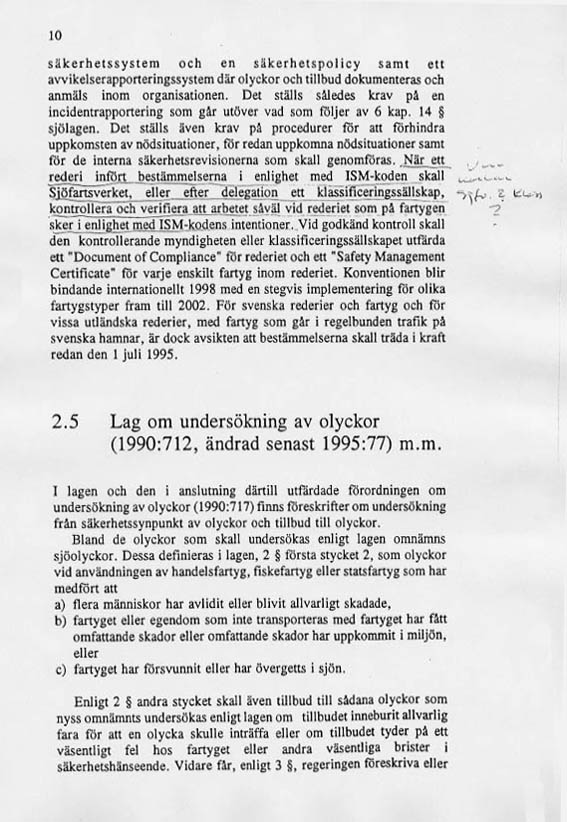 10
säkerhetssystem och en säkerhetspolicy samt ett
avvikelserapporteringssystem där olyckor och tillbud dokumenteras och
anmäls inom organisationen. Det ställs således krav på en
incidentrapportering som går utöver vad som följer av 6 kap. 14 §
sjölagen. Det ställs även krav på procedurer för att förhindra
uppkomsten av nödsituationer, för redan uppkomna nödsituationer samt
för de interna säkerhetsrevisionerna som skall genomföras. När ett
rederi infört bestämmelserna i enlighet med ISM-koden skall
Sjöfartsverket, eller efter delegation ett klassificeringssällskap,
kontrollera och verifiera att arbetet såväl vid rederiet som på fartygen
sker i enlighet med ISM-kodens intentioner. Vid godkänd kontroll skall
den kontrollerande myndigheten eller klassificeringssällskapet utfärda
ett "Document of Compliance" för rederiet och ett "Safety Management
Certificate" för varje enskilt fartyg inom rederiet. Konventionen blir
bindande internationellt 1998 med en stegvis implementering för olika
fartygstyper fram till 2002. För svenska rederier och fartyg och för
vissa utländska rederier, med fartyg som går i regelbunden trafik på
svenska hamnar, är dock avsikten att bestämmelserna skall träda i kraft
redan den 1 juli 1995.
2.5 Lag om undersökning av olyckor
(1990:712, ändrad senast 1995:77) m.m.
I lagen och den i anslutning därtill utfärdade förordningen om
undersökning av olyckor (1990:717) finns föreskrifter om undersökning
från säkerhetssynpunkt av olyckor och tillbud till olyckor.
Bland de olyckor som skall undersökas enligt lagen omnämns
sjöolyckor. Dessa definieras i lagen, 2 § första stycket 2, som olyckor
vid användningen av handelsfartyg, fiskefartyg eller statsfartyg som har
medfört att
a) flera människor har avlidit eller blivit allvarligt skadade,
b) fartyget eller egendom som inte transporteras med fartyget har fått
omfattande skador eller omfattande skador har uppkommit i miljön,
eller
c) fartyget har försvunnit eller har övergetts i sjön.
Enligt 2 § andra stycket skall även tillbud till sådana olyckor som
nyss omnämnts undersökas enligt lagen om tillbudet inneburit allvarlig
fara för att en olycka skulle inträffa eller om tillbudet tyder på ett
väsentligt fel hos fartyget eller andra väsentliga brister i
säkerhetshänseende. Vidare får, enligt 3 §, regeringen föreskriva eller